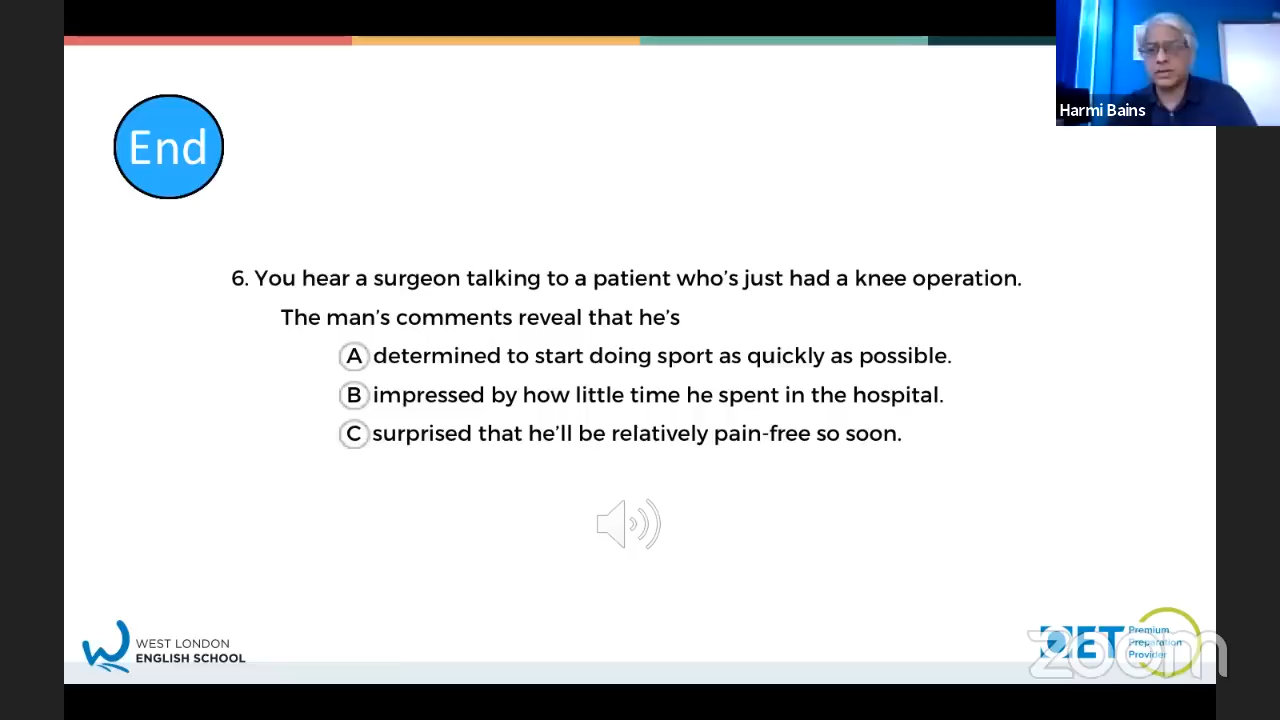 Harmi Bains
End
6. You hear a surgeon talking to a patient who's just had a knee operation.
The man's comments reveal that he's
A determined to start doing sport as quickly as possible.
B impressed by how little time he spent in the hospital.
C surprised that he'll be relatively pain-free so soon.
WEST LONDON
ENGLISH SCHOOL
OET
Premium
Preparation
Provider
zoom